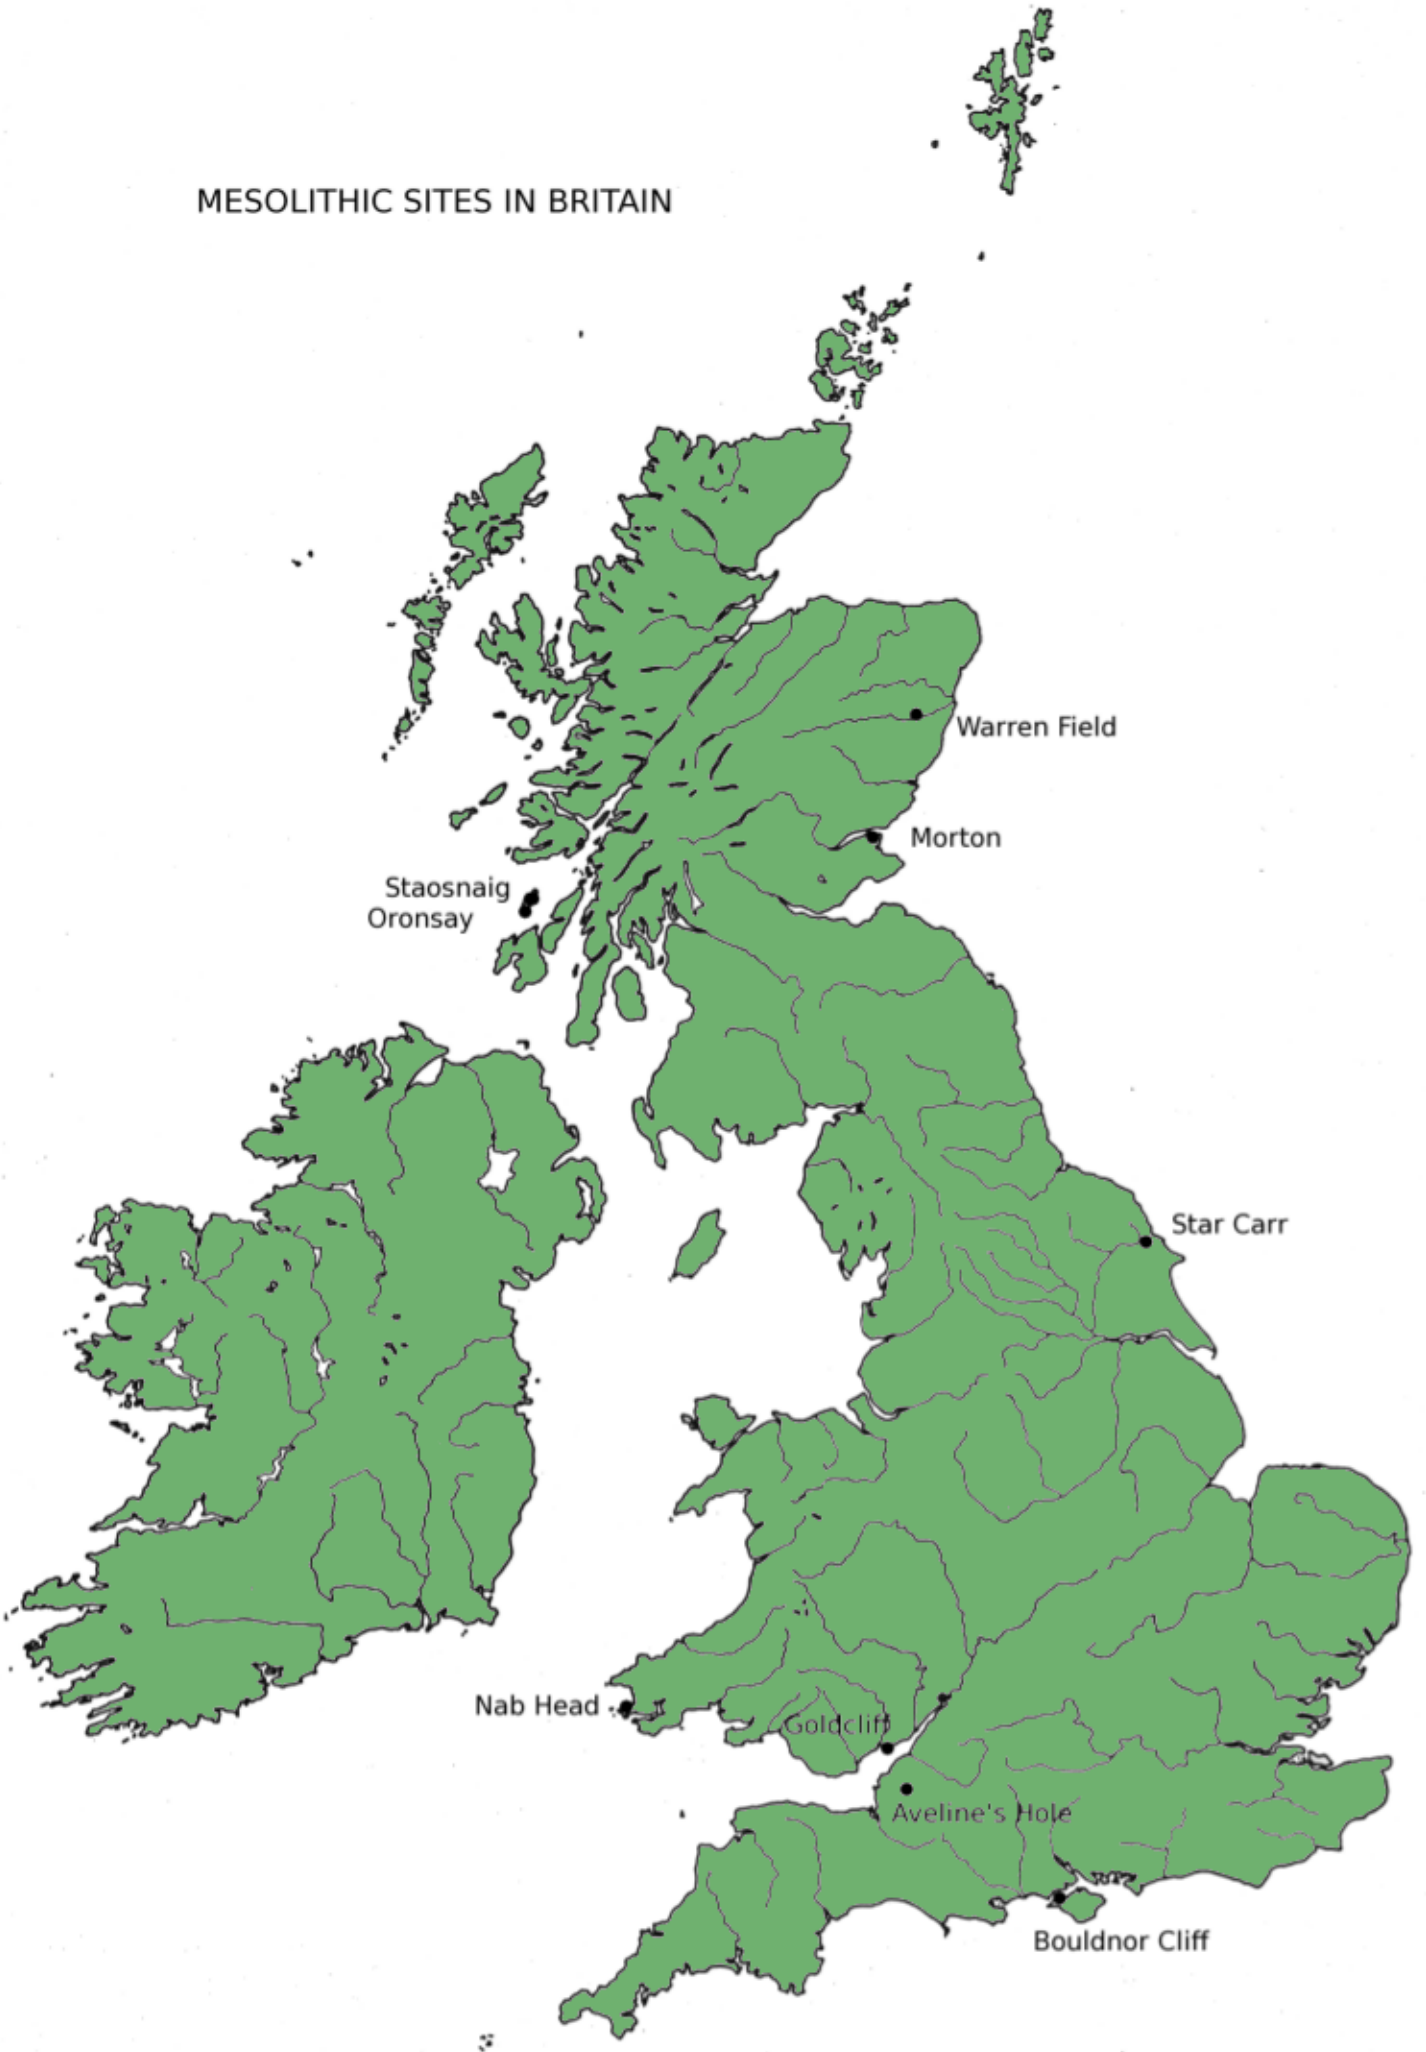 MESOLITHIC SITES IN BRITAIN
Warren Field
Morton
Staosnaig
Oronsay
Star Carr
Nab Head
Goldcliff
Aveline's Hole
Bouldnor Cliff